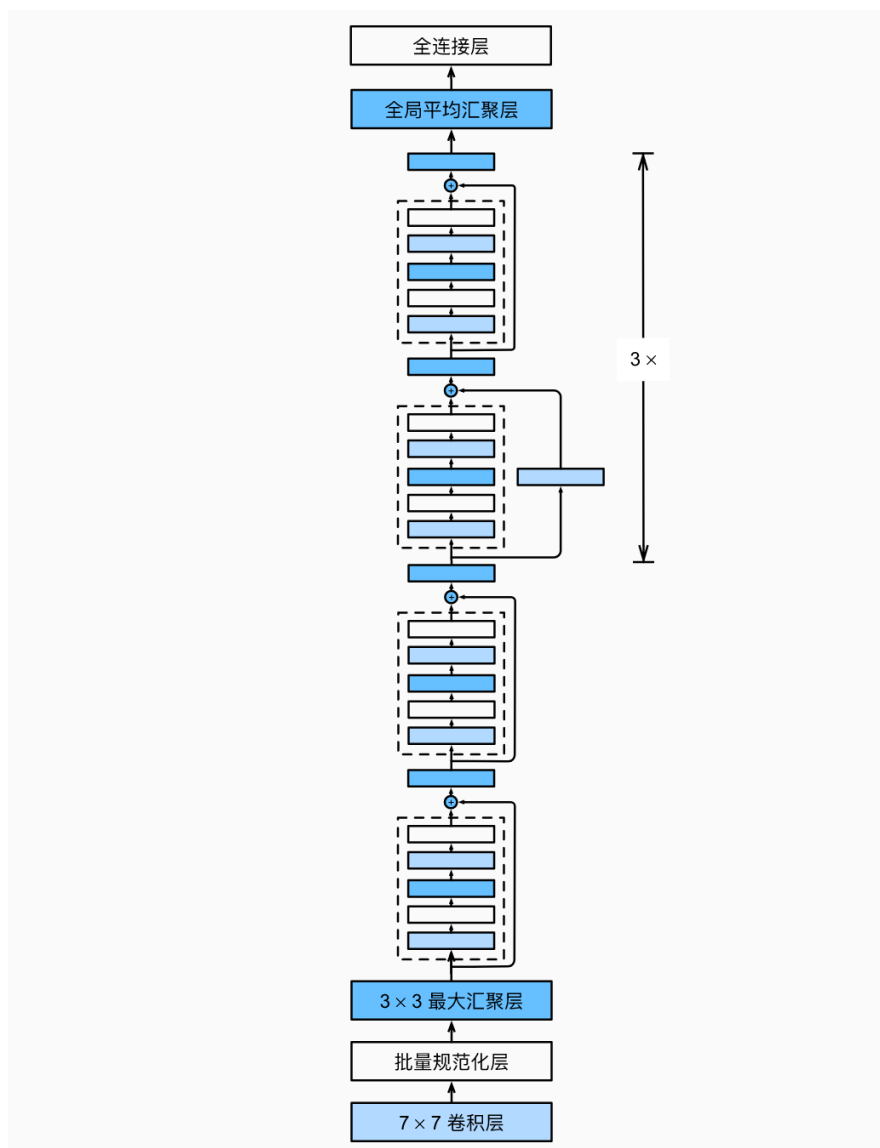 全连接层
全局平均汇聚层
3 ×
3 × 3 最大汇聚层
批量规范化层
7 × 7 卷积层